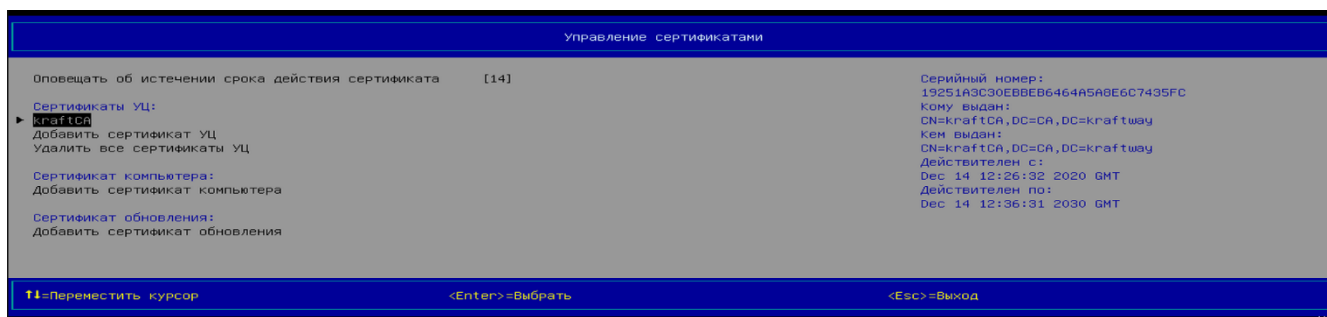 Управление сертификатами
Оповещать об истечении срока действия сертификата [14]
Сертификаты УЦ:
kraftCA
Добавить сертификат УЦ
Удалить все сертификаты УЦ
Сертификат компьютера:
Добавить сертификат компьютера
Сертификат обновления:
Добавить сертификат обновления
Серийный номер:
19251A3C30EBBEB6464A5A8E6C7435FC
Кому выдан:
CN=kraftCA,DC=CA,DC=kraftway
Кем выдан:
CN=kraftCA,DC=CA,DC=kraftway
Действителен с:
Dec 14 12:26:32 2020 GMT
Действителен по:
Dec 14 12:36:31 2030 GMT
↑↓=Переместить курсор <Enter>=Выбрать <Esc>=Выход